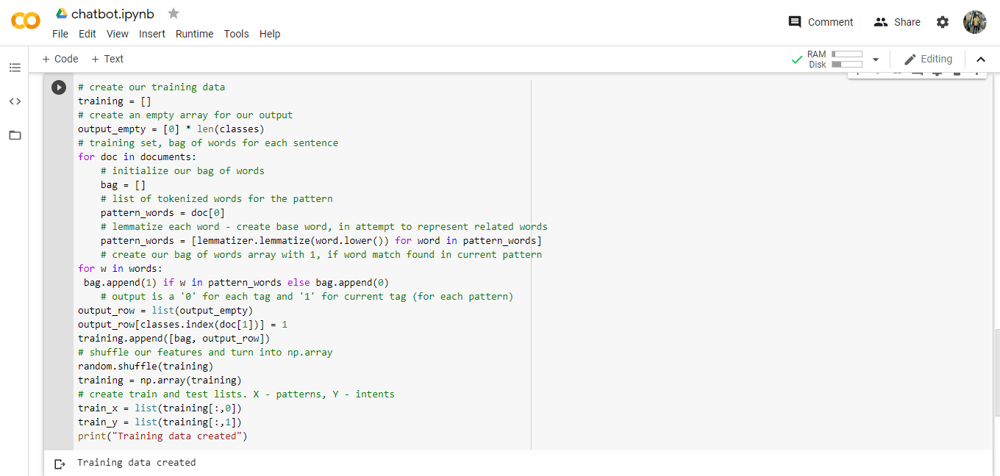 CO
chatbot.ipynb
File Edit View Insert Runtime Tools Help
Comment Share
+ Code + Text
RAM
Disk
Editing
# create our training data
training = []
# create an empty array for our output
output_empty = [0] * len(classes)
# training set, bag of words for each sentence
for doc in documents:
    # initialize our bag of words
    bag = []
    # list of tokenized words for the pattern
    pattern_words = doc[0]
    # lemmatize each word - create base word, in attempt to represent related words
    pattern_words = [lemmatizer.lemmatize(word.lower()) for word in pattern_words]
    # create our bag of words array with 1, if word match found in current pattern
for w in words:
 bag.append(1) if w in pattern_words else bag.append(0)
    # output is a '0' for each tag and '1' for current tag (for each pattern)
output_row = list(output_empty)
output_row[classes.index(doc[1])] = 1
training.append([bag, output_row])
# shuffle our features and turn into np.array
random.shuffle(training)
training = np.array(training)
# create train and test lists. X - patterns, Y - intents
train_x = list(training[:,0])
train_y = list(training[:,1])
print("Training data created")
Training data created